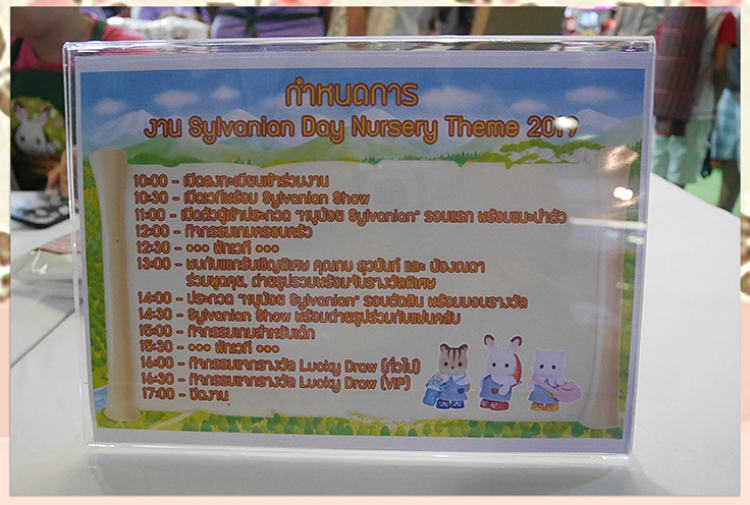 กำหนดการ
งาน Sylvanian Day Nursery Theme 2019
10:00 - เปิดลงทะเบียนเข้าร่วมงาน
10:30 - เปิดเวทีพร้อม Sylvanian Show
11:00 - เปิดตัวผู้เข้าประกวด "หนูน้อย Sylvanian" รอบแรก พร้อมแนะนำตัว
12:00 - กิจกรรมเกมครอบครัว
12:30 - *** พักเวที ***
13:00 - พบกับแขกรับเชิญพิเศษ คุณกบ สุวนันท์ และ น้องณดา
ร่วมพูดคุย, ถ่ายรูปรวมพร้อมจับรางวัลพิเศษ
14:00 - ประกวด "หนูน้อย Sylvanian" รอบตัดสิน พร้อมมอบรางวัล
14:30 - Sylvanian Show พร้อมถ่ายรูปร่วมกับแฟนคลับ
15:00 - กิจกรรมเกมสำหรับเด็ก
15:30 - *** พักเวที ***
16:00 - กิจกรรมแจกรางวัล Lucky Draw (ทั่วไป)
16:30 - กิจกรรมแจกรางวัล Lucky Draw (VIP)
17:00 - ปิดงาน